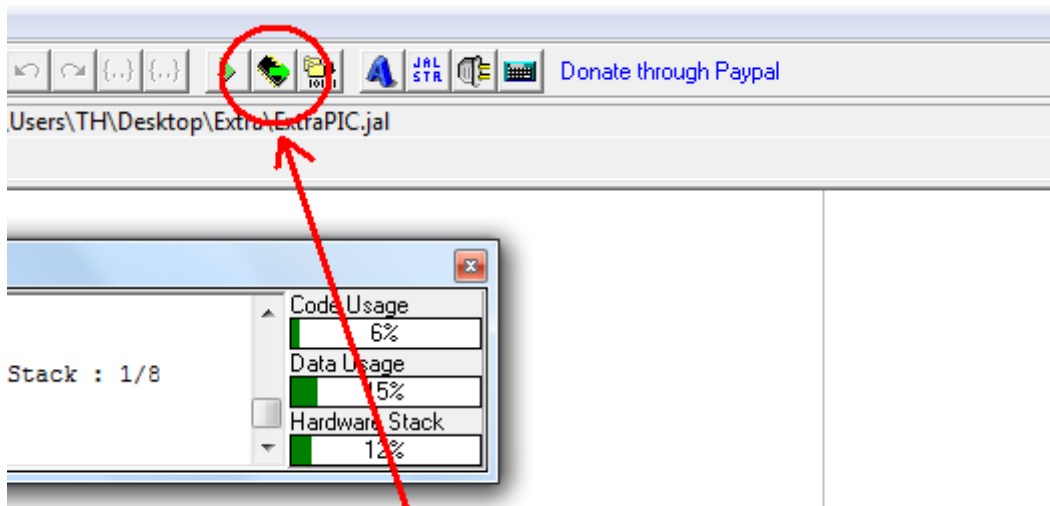 {..} {..} JAL STR Donate through Paypal
\Users\TH\Desktop\Extra\ExtraPIC.jal
Code Usage
6%
Stack : 1/8
Data Usage
15%
Hardware Stack
12%